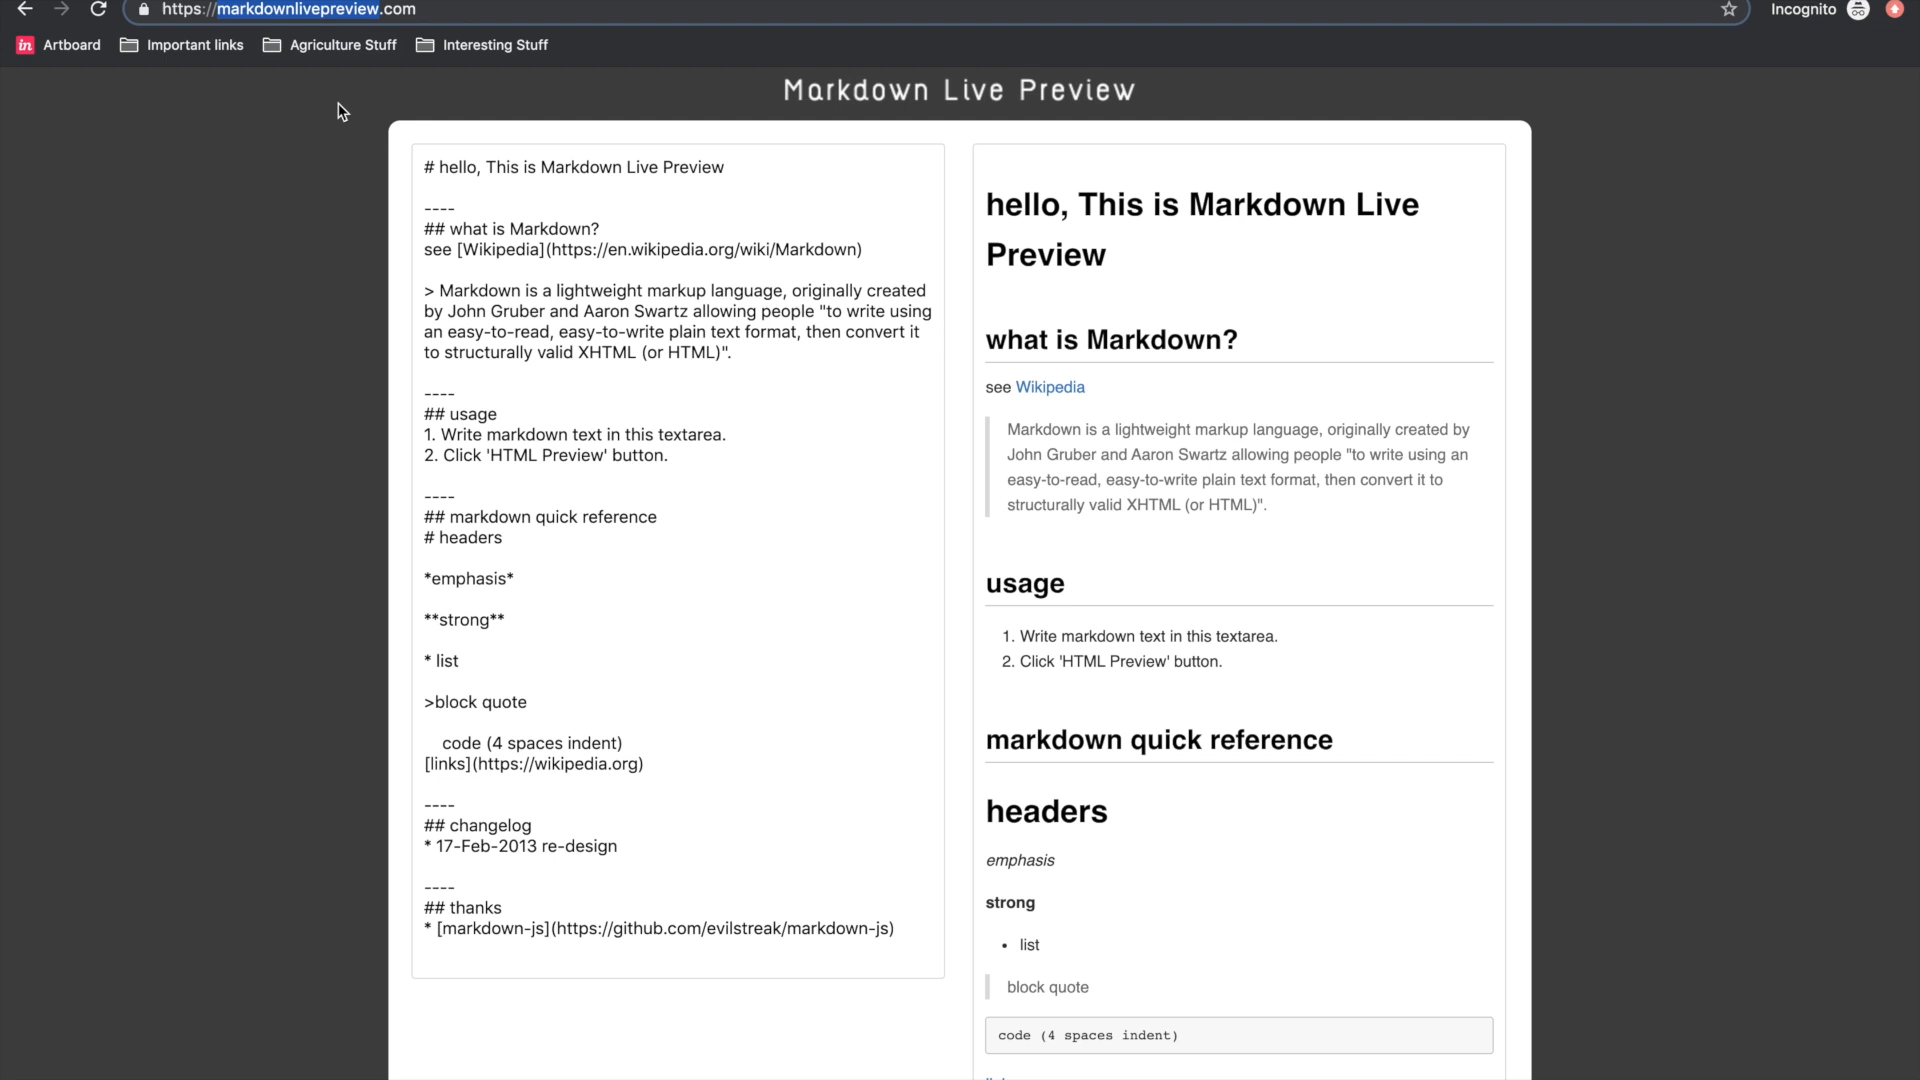 https://markdownlivepreview.com
Incognito
in Artboard
Important links
Agriculture Stuff
Interesting Stuff
Markdown Live Preview
# hello, This is Markdown Live Preview
----
## what is Markdown?
see [Wikipedia](https://en.wikipedia.org/wiki/Markdown)
> Markdown is a lightweight markup language, originally created
by John Gruber and Aaron Swartz allowing people "to write using
an easy-to-read, easy-to-write plain text format, then convert it
to structurally valid XHTML (or HTML)".
----
## usage
1. Write markdown text in this textarea.
2. Click 'HTML Preview' button.
----
## markdown quick reference
# headers
*emphasis*
**strong**
* list
>block quote
    code (4 spaces indent)
[links](https://wikipedia.org)
----
## changelog
* 17-Feb-2013 re-design
----
## thanks
* [markdown-js](https://github.com/evilstreak/markdown-js)
hello, This is Markdown Live
Preview
what is Markdown?
see Wikipedia
Markdown is a lightweight markup language, originally created by
John Gruber and Aaron Swartz allowing people "to write using an
easy-to-read, easy-to-write plain text format, then convert it to
structurally valid XHTML (or HTML)".
usage
1. Write markdown text in this textarea.
2. Click 'HTML Preview' button.
markdown quick reference
headers
emphasis
strong
• list
block quote
code (4 spaces indent)